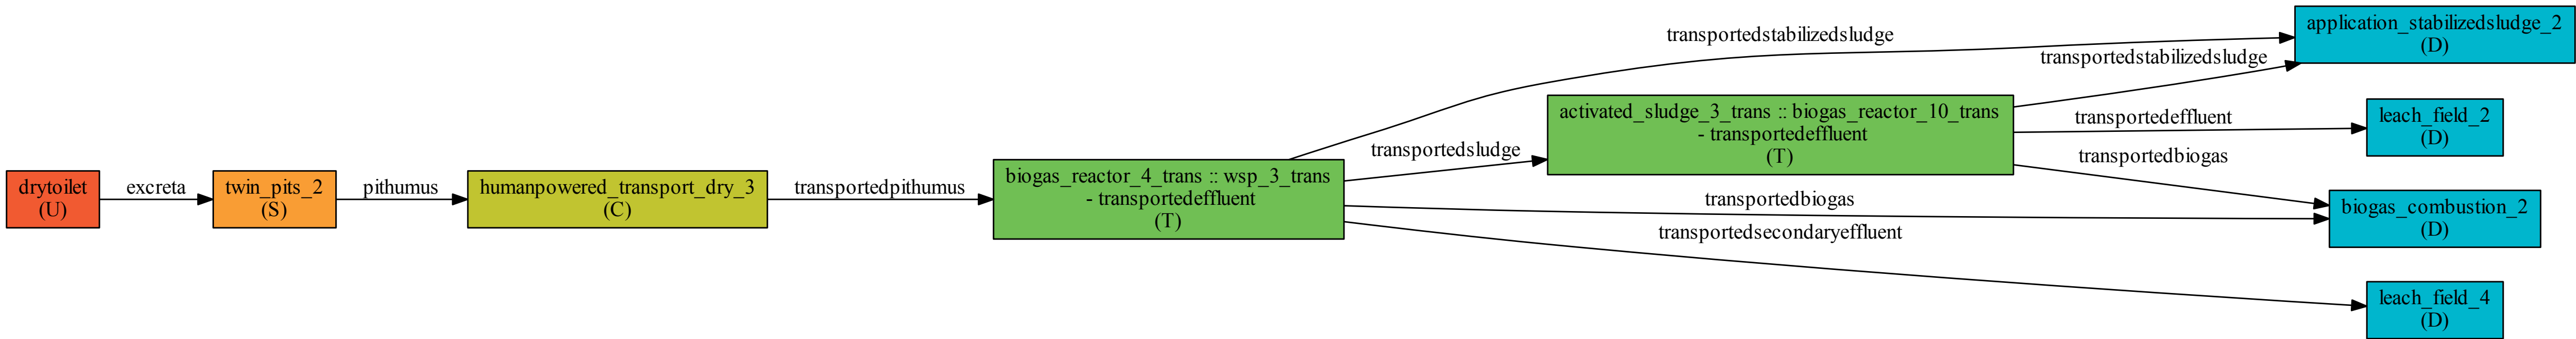 drytoilet
(U)
excreta
twin_pits_2
(S)
pithumus
humanpowered_transport_dry_3
(C)
transportedpithumus
biogas_reactor_4_trans :: wsp_3_trans
- transportedeffluent
(T)
transportedstabilizedsludge
transportedsludge
transportedbiogas
transportedsecondaryeffluent
activated_sludge_3_trans :: biogas_reactor_10_trans
- transportedeffluent
(T)
transportedstabilizedsludge
transportedeffluent
transportedbiogas
application_stabilizedsludge_2
(D)
leach_field_2
(D)
biogas_combustion_2
(D)
leach_field_4
(D)